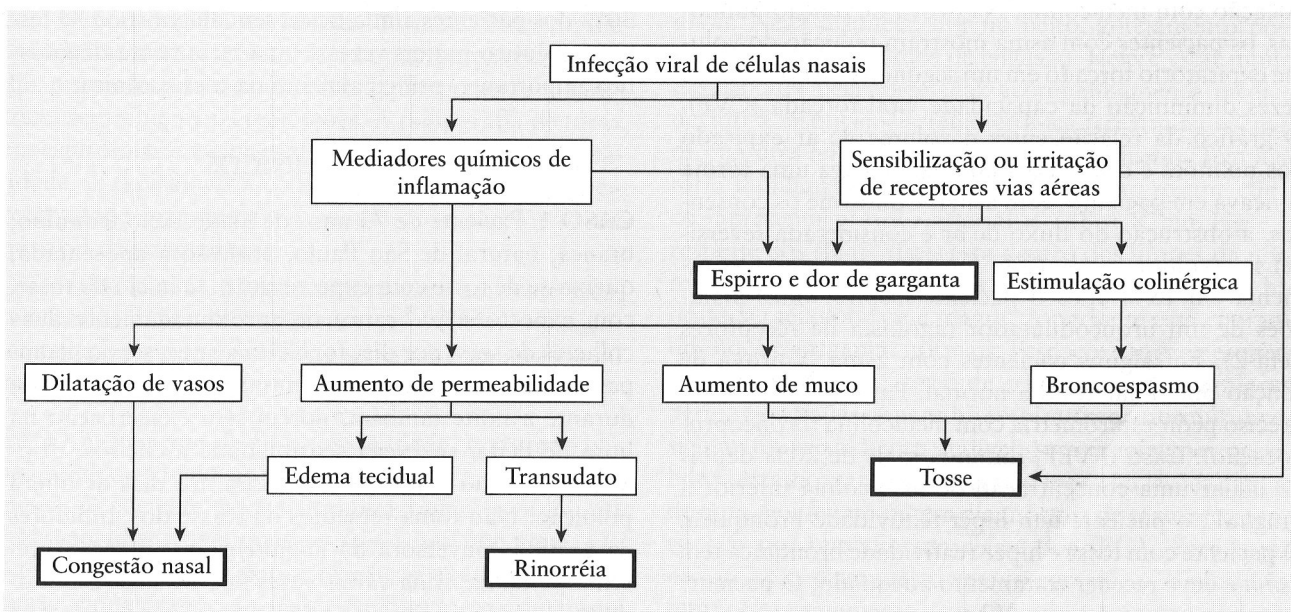 Infecção viral de células nasais
Mediadores químicos de
inflamação
Sensibilização ou irritação
de receptores vias aéreas
Espirro e dor de garganta
Estimulação colinérgica
Dilatação de vasos
Aumento de permeabilidade
Aumento de muco
Broncoespasmo
Edema tecidual
Transudato
Tosse
Congestão nasal
Rinorréia